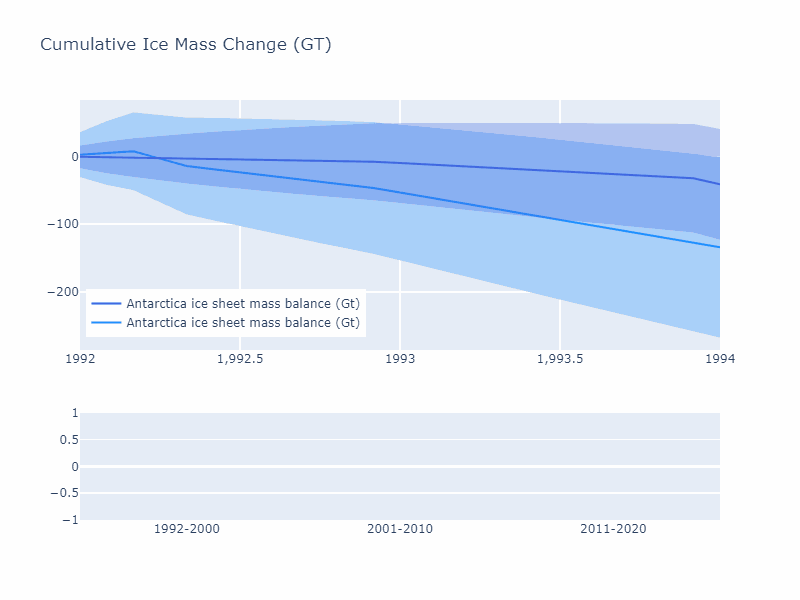 Cumulative Ice Mass Change (GT)
0
−100
−200
Antarctica ice sheet mass balance (Gt)
Antarctica ice sheet mass balance (Gt)
1992 1,992.5 1993 1,993.5 1994
1
0.5
0
−0.5
−1
1992-2000 2001-2010 2011-2020